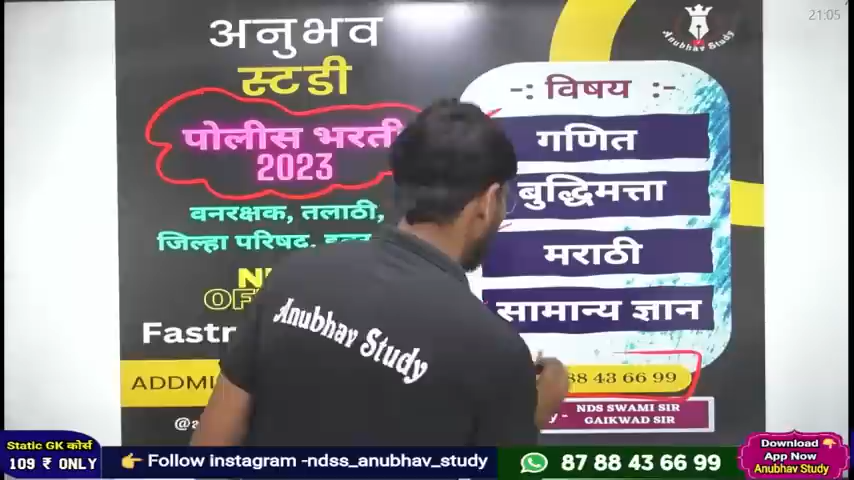 21:05
अनुभव
स्टडी
Anubhav Study
पोलीस भरती
2023
वनरक्षक, तलाठी,
जिल्हा परिषद,
-: विषय :-
गणित
बुद्धिमत्ता
मराठी
सामान्य ज्ञान
Anubhav Study
88 43 66 99
NDS SWAMI SIR
GAIKWAD SIR
Static GK कोर्स
109 ₹ ONLY
Follow instagram -ndss_anubhav_study
87 88 43 66 99
Download
App Now
Anubhav Study